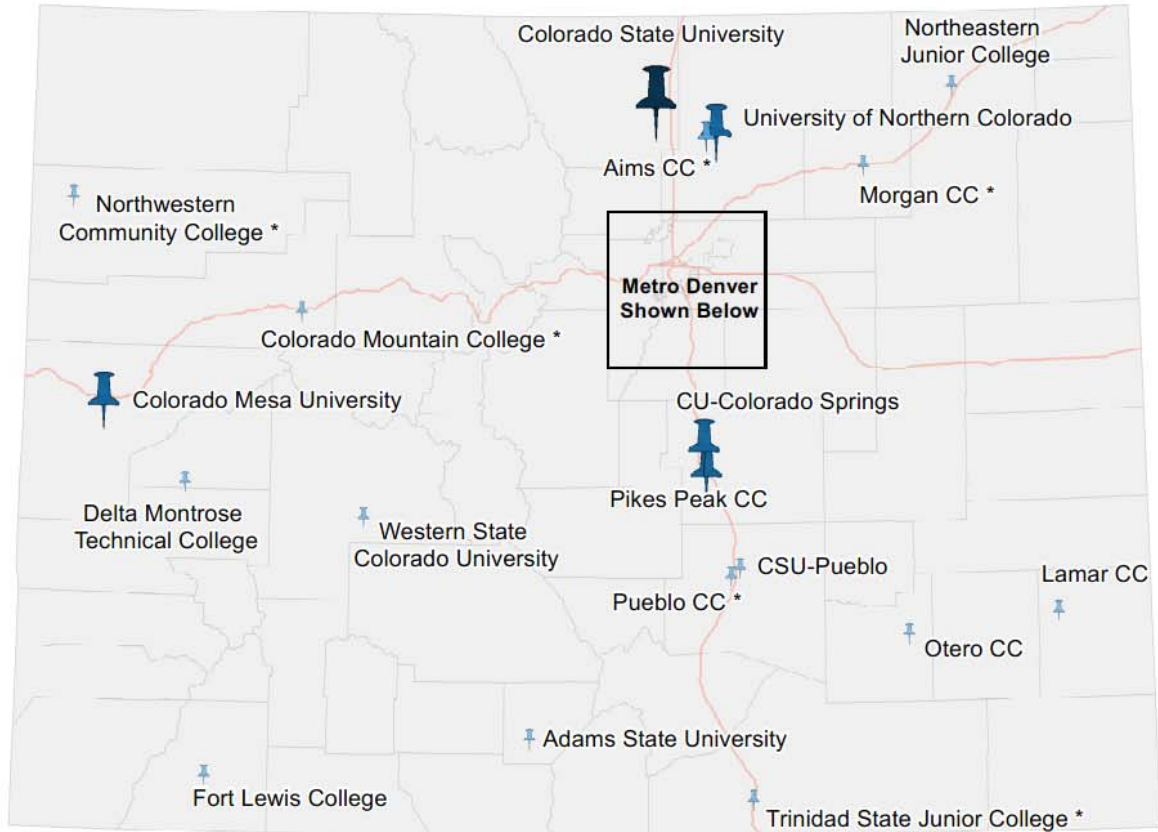 Colorado State University
Northeastern
Junior College
University of Northern Colorado
Aims CC *
Morgan CC *
Northwestern
Community College *
Metro Denver
Shown Below
Colorado Mountain College *
Colorado Mesa University
CU-Colorado Springs
Pikes Peak CC
Delta Montrose
Technical College
Western State
Colorado University
CSU-Pueblo
Lamar CC
Pueblo CC *
Otero CC
Adams State University
Fort Lewis College
Trinidad State Junior College *